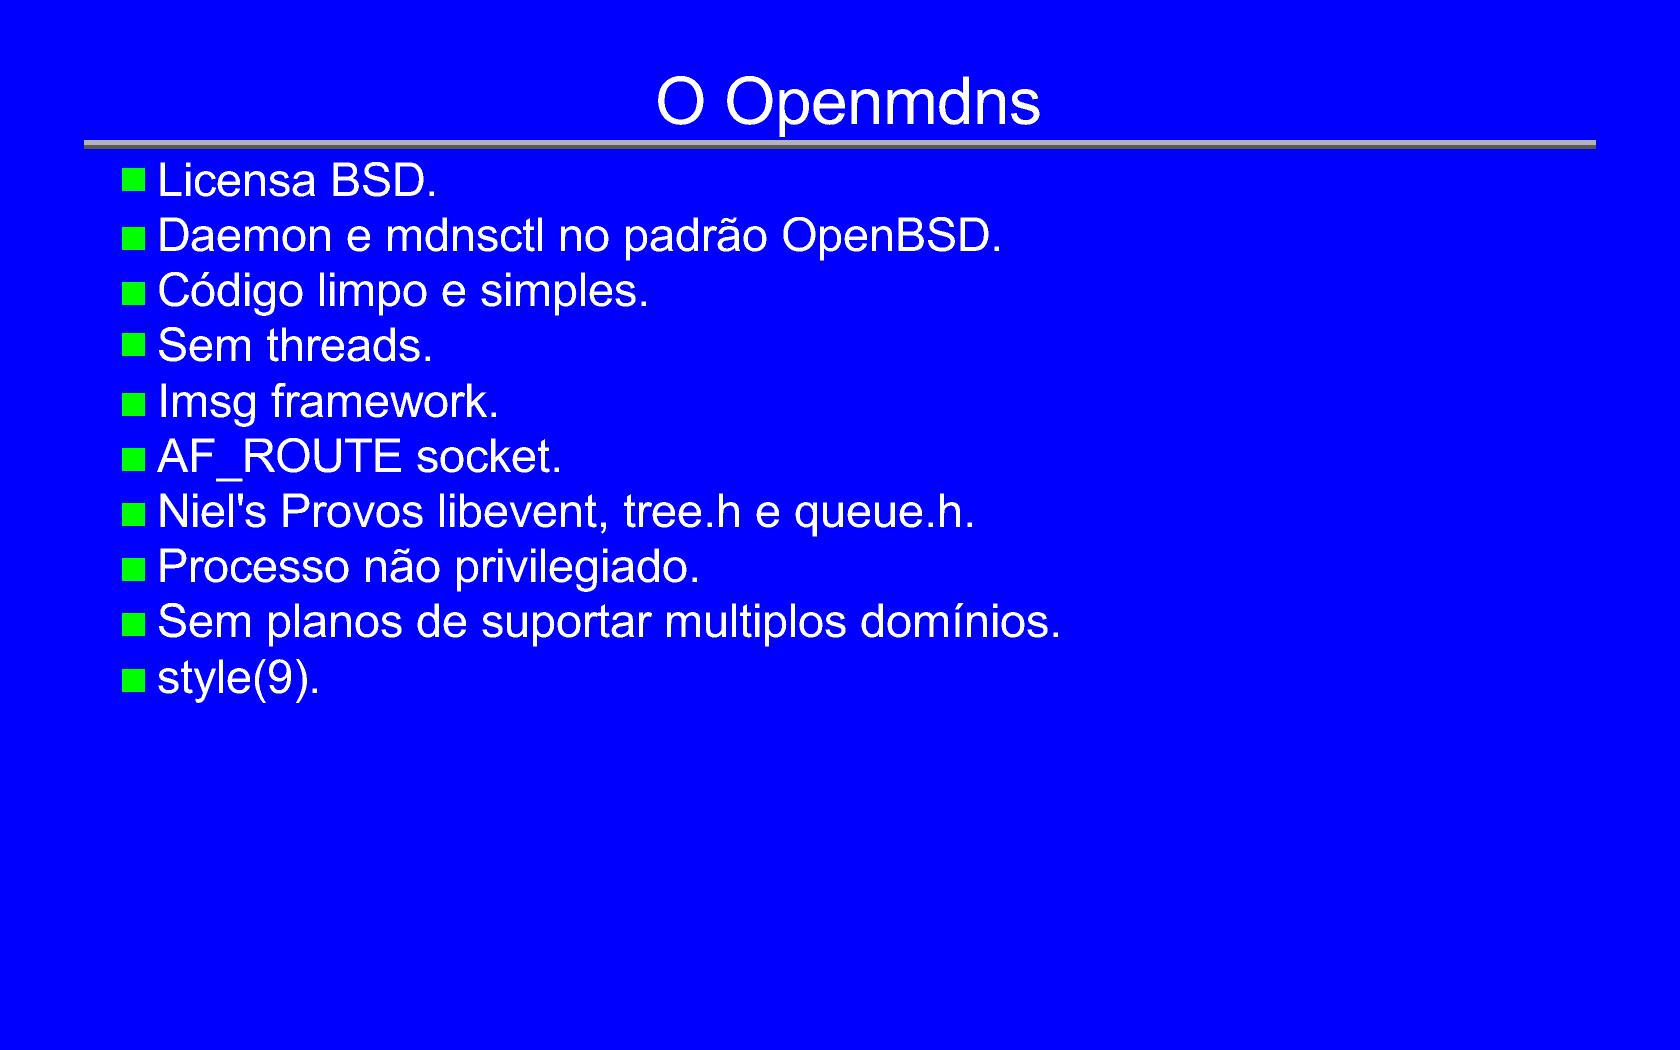 O Openmdns
Licensa BSD.
Daemon e mdnsctl no padrão OpenBSD.
Código limpo e simples.
Sem threads.
Imsg framework.
AF_ROUTE socket.
Niel's Provos libevent, tree.h e queue.h.
Processo não privilegiado.
Sem planos de suportar multiplos domínios.
style(9).